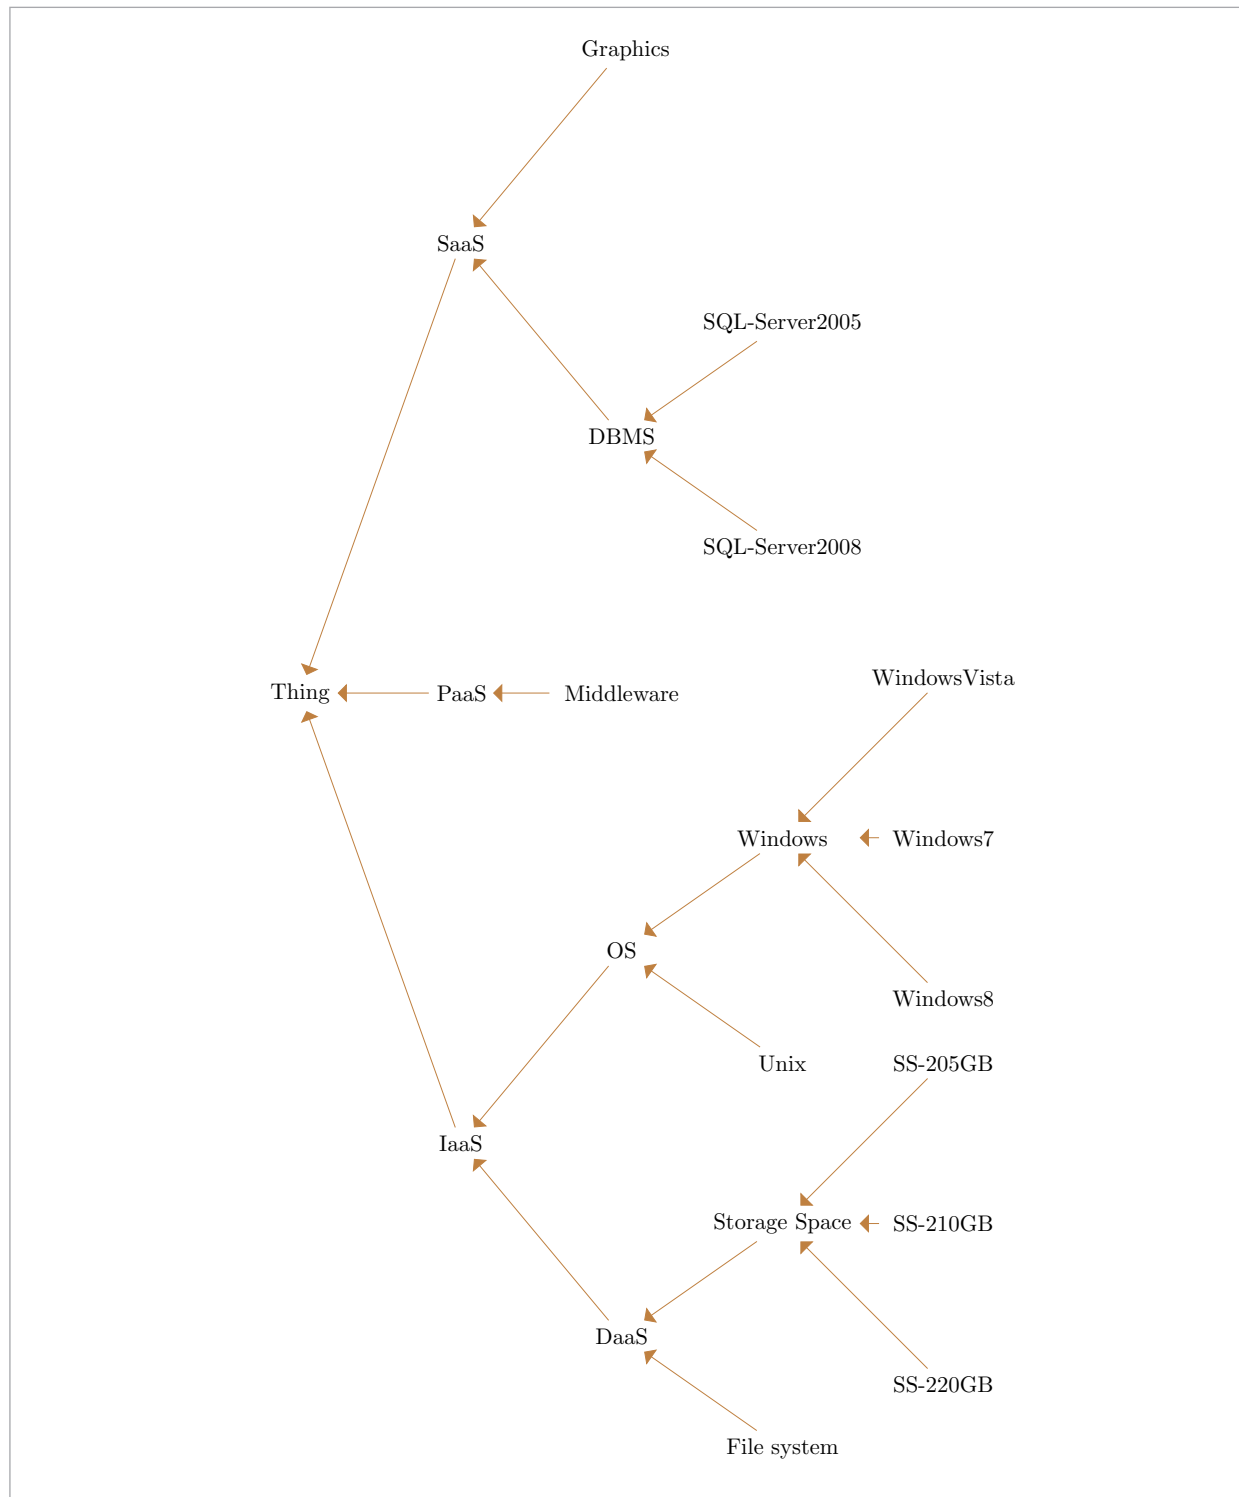 Graphics
SaaS
SQL-Server2005
DBMS
SQL-Server2008
WindowsVista
Thing
PaaS
Middleware
Windows
Windows7
OS
Windows8
Unix
SS-205GB
IaaS
Storage Space
SS-210GB
DaaS
SS-220GB
File system